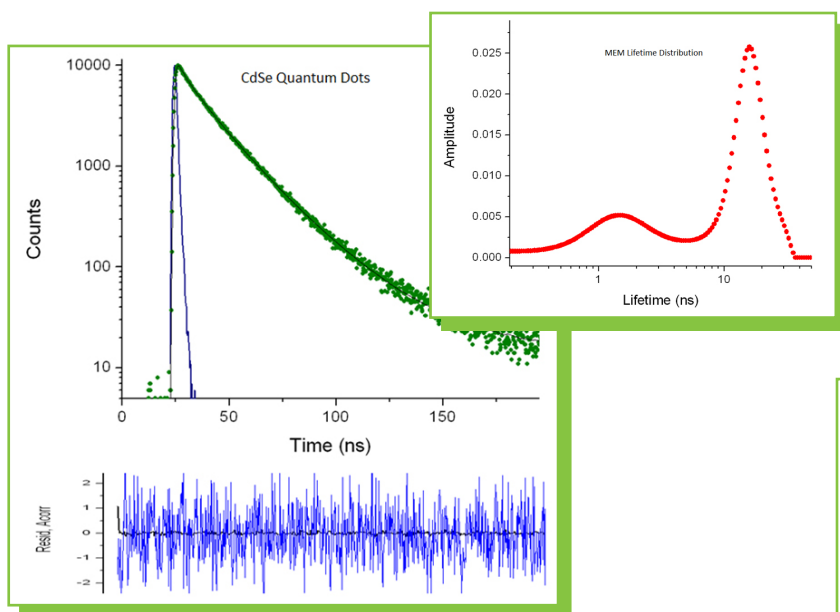 CdSe Quantum Dots
10000
1000
100
10
Counts
0 50 100 150
Time (ns)
2
1
0
-1
-2
Resid, Acorr
MEM Lifetime Distribution
0.025
0.020
0.015
0.010
0.005
0.000
Amplitude
1 10
Lifetime (ns)